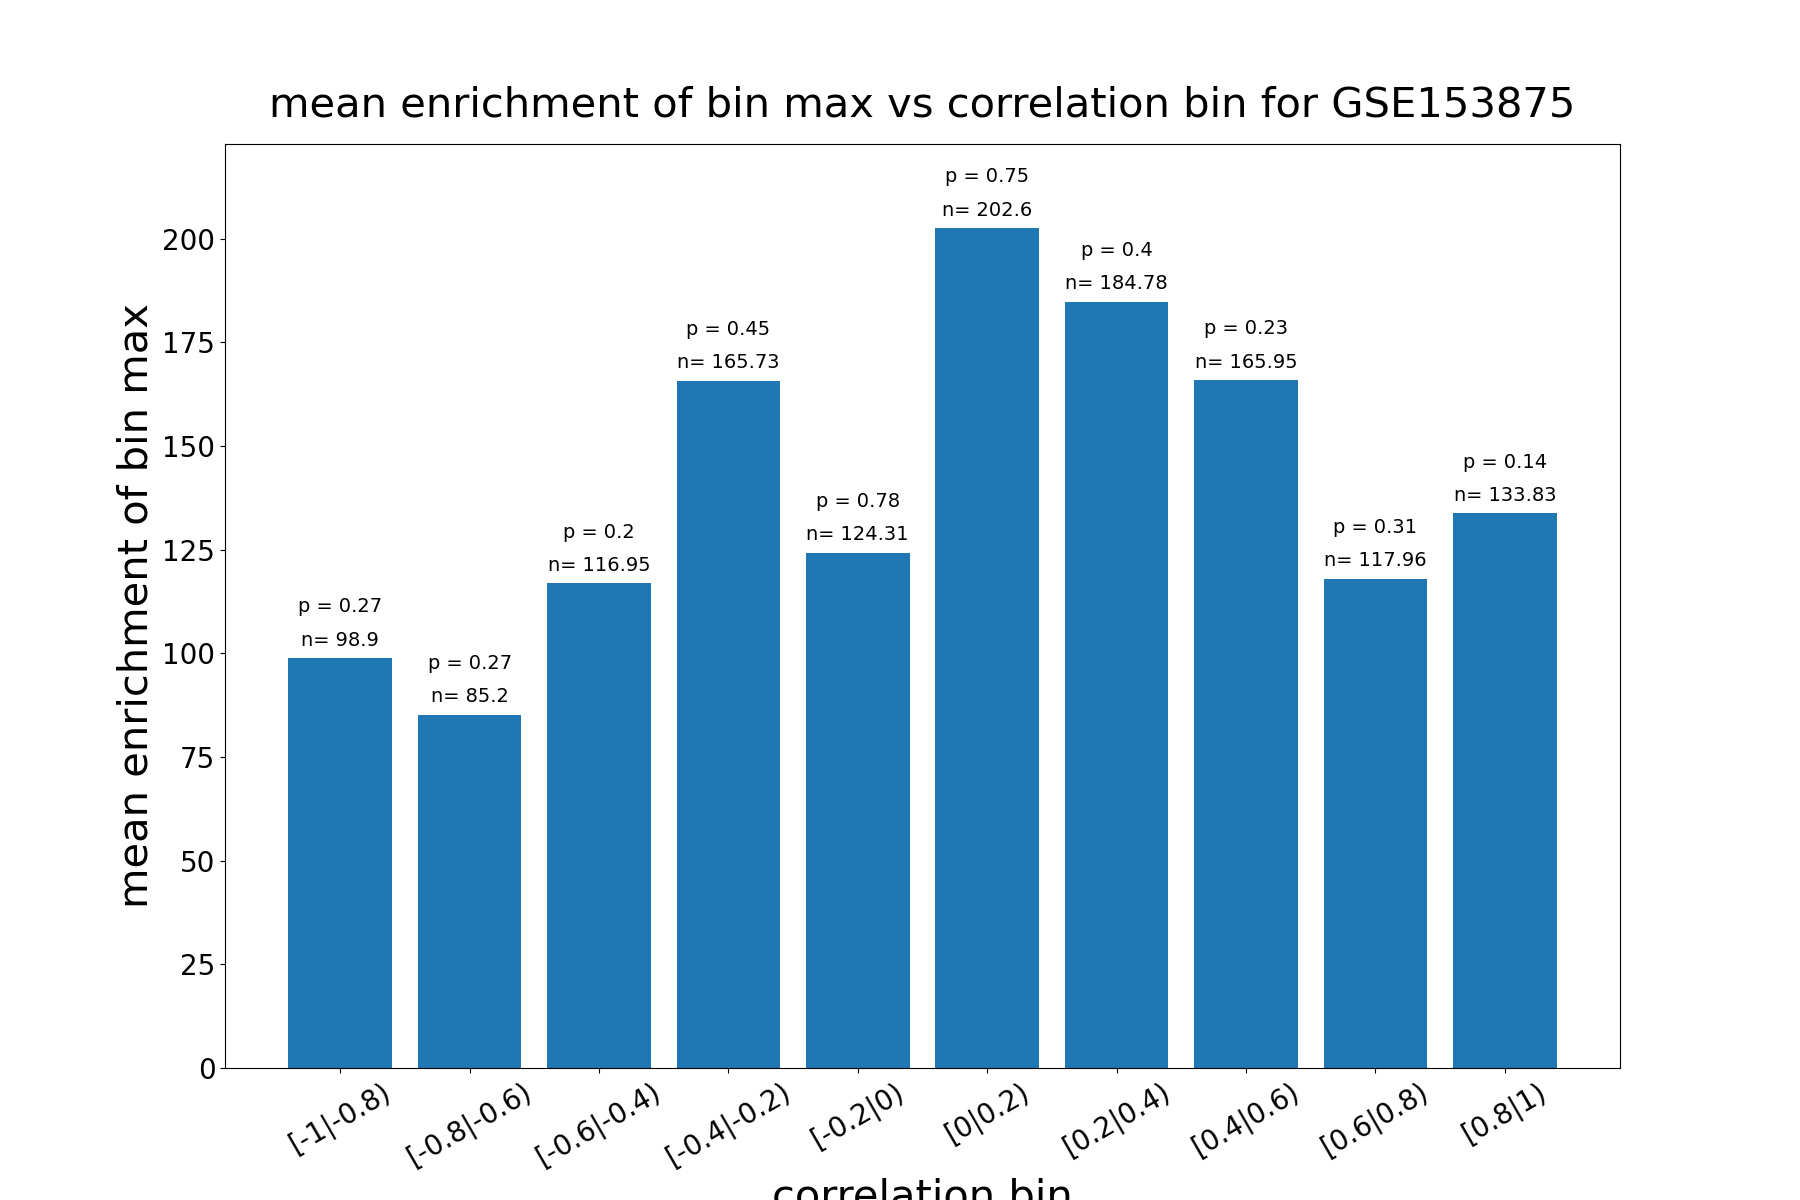 mean enrichment of bin max vs correlation bin for GSE153875
mean enrichment of bin max
200
175
150
125
100
75
50
25
0
p = 0.27
n= 98.9
p = 0.27
n= 85.2
p = 0.2
n= 116.95
p = 0.45
n= 165.73
p = 0.78
n= 124.31
p = 0.75
n= 202.6
p = 0.4
n= 184.78
p = 0.23
n= 165.95
p = 0.31
n= 117.96
p = 0.14
n= 133.83
[-1|-0.8)
[-0.8|-0.6)
[-0.6|-0.4)
[-0.4|-0.2)
[-0.2|0)
[0|0.2)
[0.2|0.4)
[0.4|0.6)
[0.6|0.8)
[0.8|1)
correlation bin